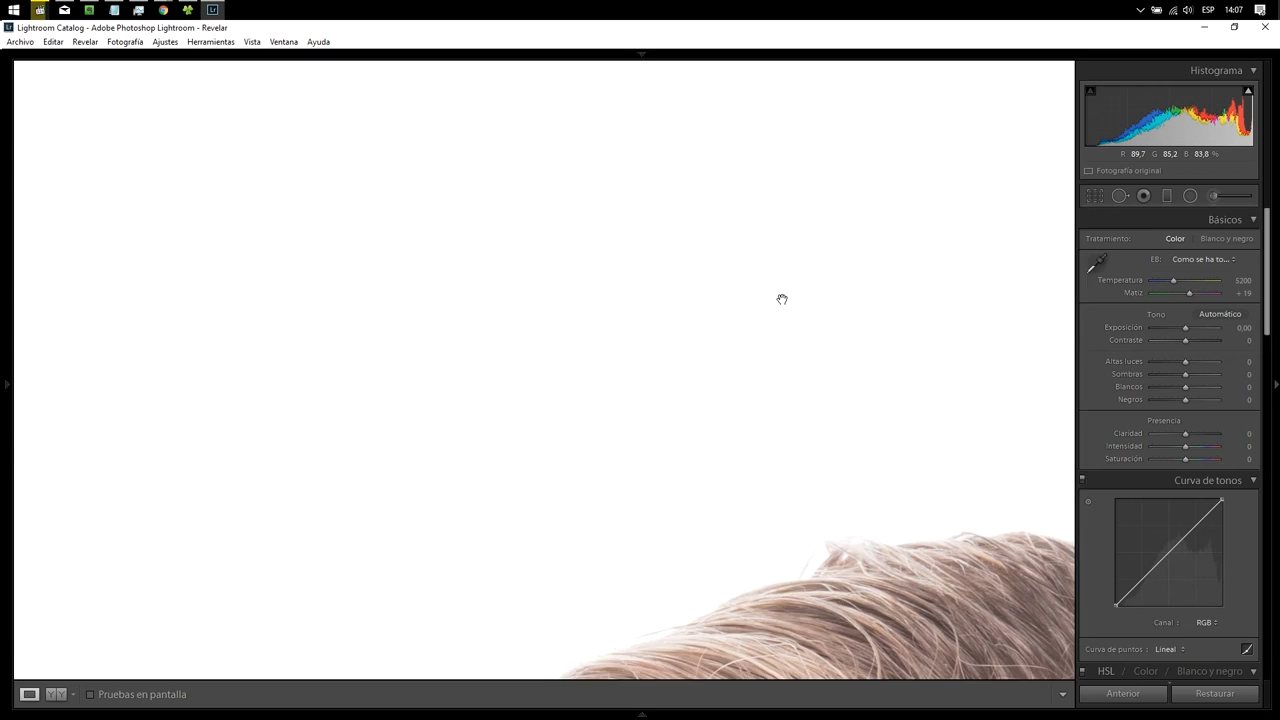 ESP 14:07
Lightroom Catalog - Adobe Photoshop Lightroom - Revelar
Archivo Editar Revelar Fotografía Ajustes Herramientas Vista Ventana Ayuda
Histograma
R 89,7 G 85,2 B 83,8 %
Fotografía original
Básicos
Tratamiento: Color Blanco y negro
EB: Como se ha to...
Temperatura 5200
Matiz + 19
Tono Automático
Exposición 0,00
Contraste 0
Altas luces 0
Sombras 0
Blancos 0
Negros 0
Presencia
Claridad 0
Intensidad 0
Saturación 0
Curva de tonos
Canal : RGB
Curva de puntos : Lineal
HSL / Color / Blanco y negro
Anterior Restaurar
YY Pruebas en pantalla